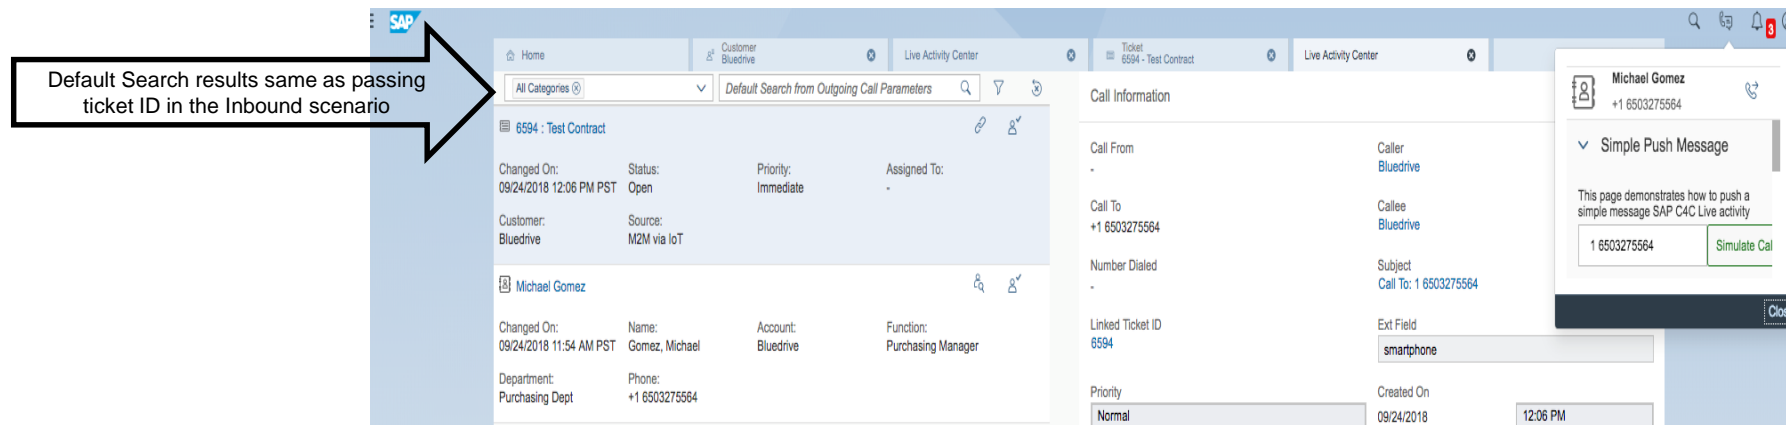 SAP
3
Default Search results same as passing
ticket ID in the Inbound scenario
Home
Customer
Bluedrive
Live Activity Center
Ticket
6594 - Test Contract
Live Activity Center
All Categories
Default Search from Outgoing Call Parameters
6594 : Test Contract
Changed On:
09/24/2018 12:06 PM PST
Status:
Open
Priority:
Immediate
Assigned To:
-
Customer:
Bluedrive
Source:
M2M via IoT
Michael Gomez
Changed On:
09/24/2018 11:54 AM PST
Name:
Gomez, Michael
Account:
Bluedrive
Function:
Purchasing Manager
Department:
Purchasing Dept
Phone:
+1 6503275564
Call Information
Call From
-
Caller
Bluedrive
Call To
+1 6503275564
Callee
Bluedrive
Number Dialed
-
Subject
Call To: 1 6503275564
Linked Ticket ID
6594
Ext Field
smartphone
Priority
Normal
Created On
09/24/2018
12:06 PM
Michael Gomez
+1 6503275564
Simple Push Message
This page demonstrates how to push a
simple message SAP C4C Live activity
1 6503275564
Simulate Cal
Clos